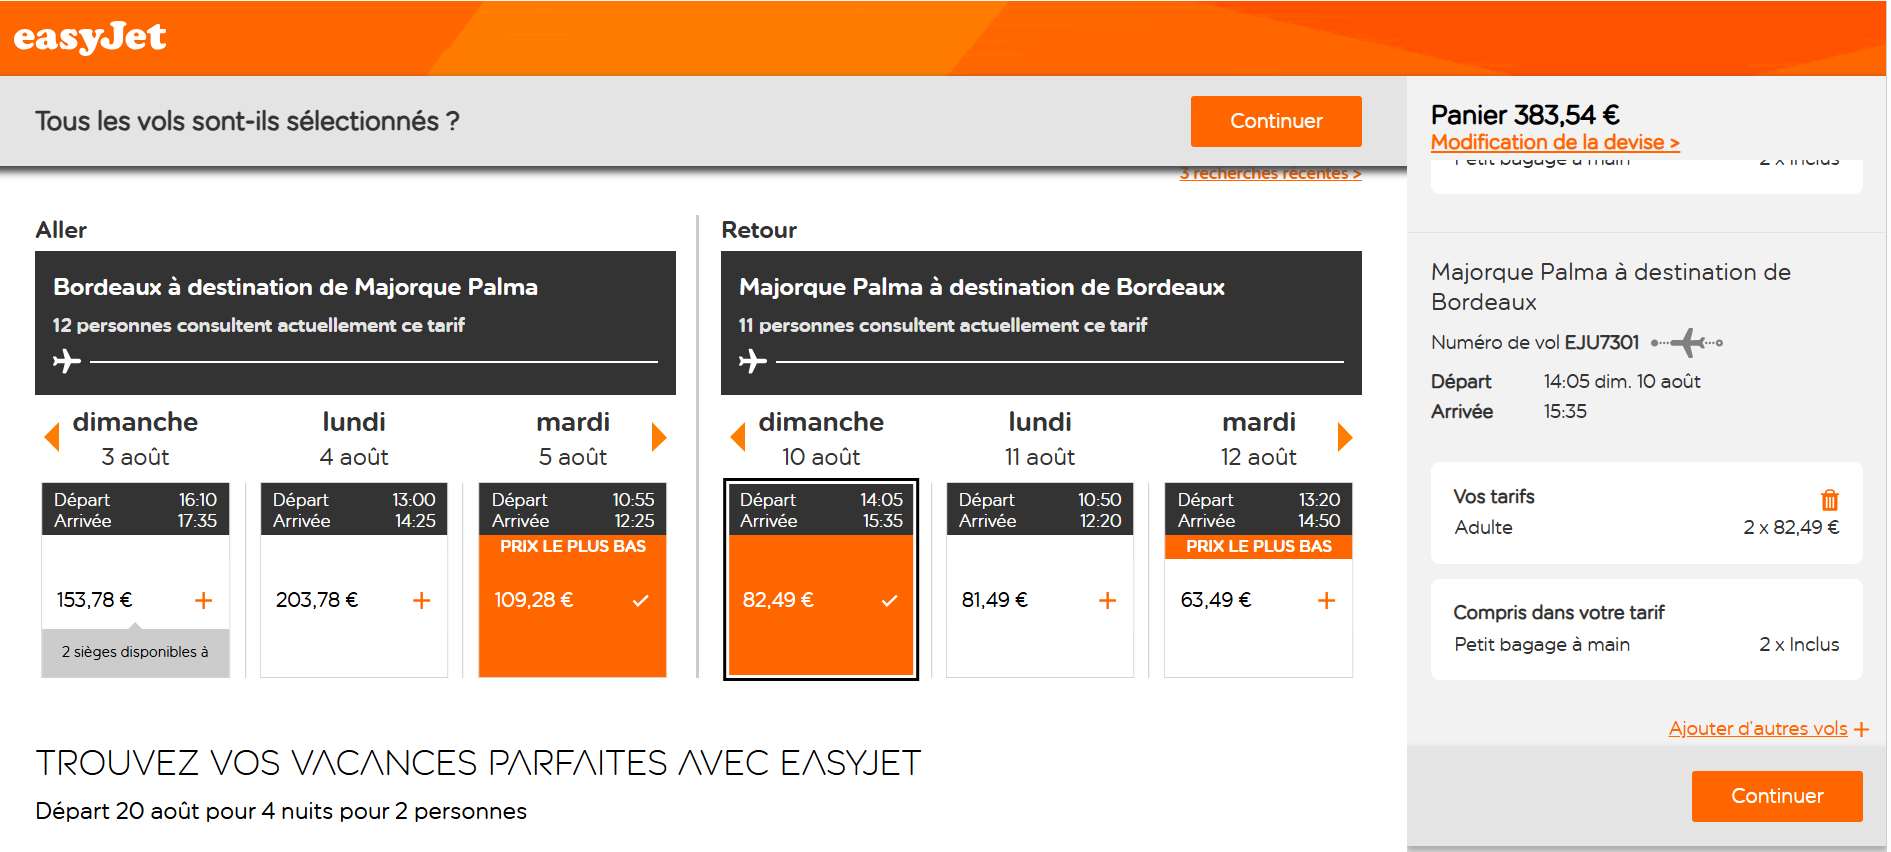 easyJet
Tous les vols sont-ils sélectionnés ?
Continuer
3 recherches récentes >
Aller
Bordeaux à destination de Majorque Palma
12 personnes consultent actuellement ce tarif
dimanche
3 août
lundi
4 août
mardi
5 août
Départ 16:10
Arrivée 17:35
153,78 €
2 sièges disponibles à
Départ 13:00
Arrivée 14:25
203,78 €
Départ 10:55
Arrivée 12:25
PRIX LE PLUS BAS
109,28 €
Retour
Majorque Palma à destination de Bordeaux
11 personnes consultent actuellement ce tarif
dimanche
10 août
lundi
11 août
mardi
12 août
Départ 14:05
Arrivée 15:35
82,49 €
Départ 10:50
Arrivée 12:20
81,49 €
Départ 13:20
Arrivée 14:50
PRIX LE PLUS BAS
63,49 €
TROUVEZ VOS VACANCES PARFAITES AVEC EASYJET
Départ 20 août pour 4 nuits pour 2 personnes
Panier 383,54 €
Modification de la devise >
Petit bagage à main 2 x Inclus
Majorque Palma à destination de
Bordeaux
Numéro de vol EJU7301
Départ 14:05 dim. 10 août
Arrivée 15:35
Vos tarifs
Adulte 2 x 82,49 €
Compris dans votre tarif
Petit bagage à main 2 x Inclus
Ajouter d'autres vols +
Continuer